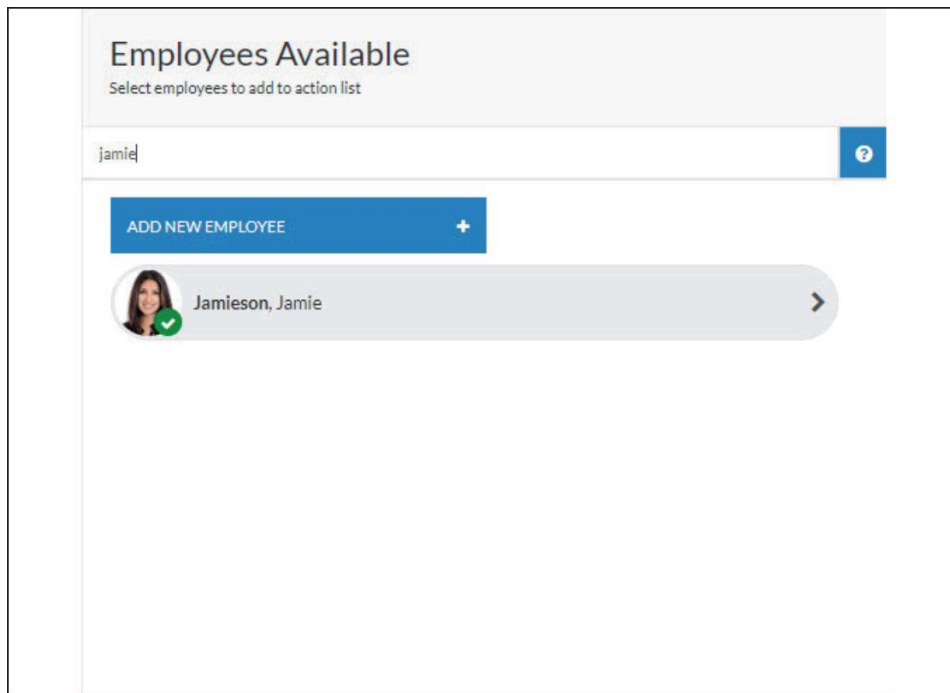 Employees Available
Select employees to add to action list
jamie
ADD NEW EMPLOYEE
Jamieson, Jamie